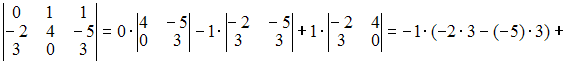 | 0 1 1 ; −2 4 −5 ; 3 0 3 | = 0·| 4 −5 ; 0 3 | − 1·| −2 −5 ; 3 3 | + 1·| −2 4 ; 3 0 | = −1·(−2·3 − (−5)·3) +